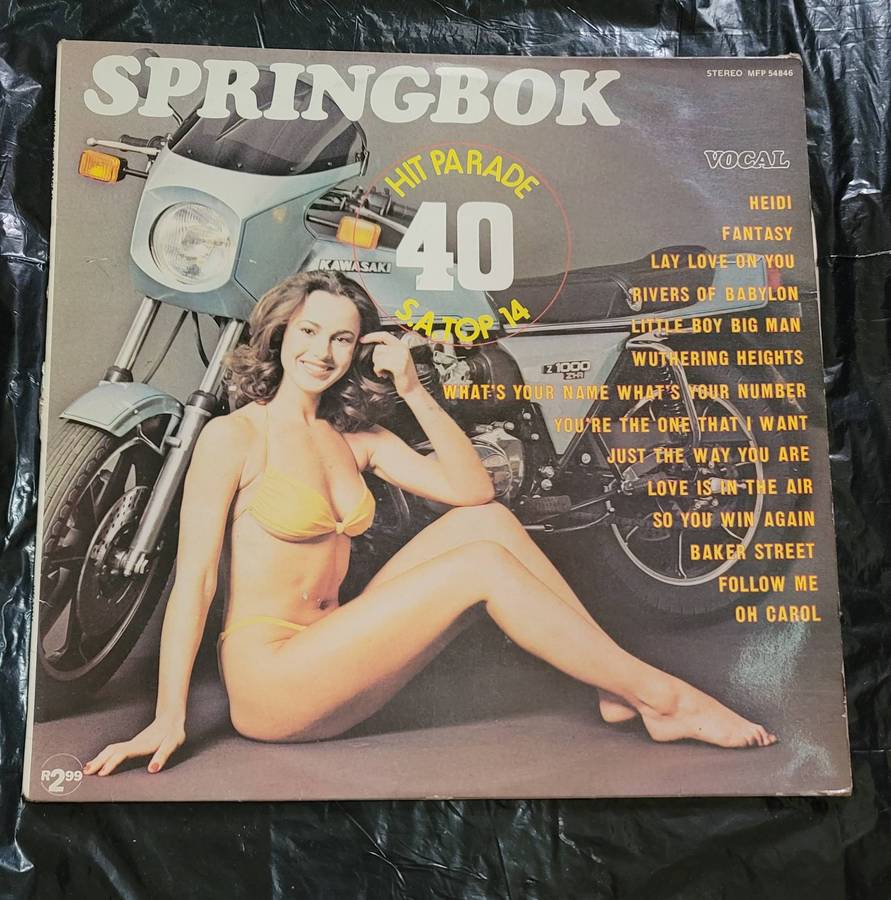 SPRINGBOK
STEREO MFP 54846
HIT PARADE
40
S.A. TOP 14
VOCAL
HEIDI
FANTASY
LAY LOVE ON YOU
RIVERS OF BABYLON
LITTLE BOY BIG MAN
WUTHERING HEIGHTS
WHAT'S YOUR NAME WHAT'S YOUR NUMBER
YOU'RE THE ONE THAT I WANT
JUST THE WAY YOU ARE
LOVE IS IN THE AIR
SO YOU WIN AGAIN
BAKER STREET
FOLLOW ME
OH CAROL
KAWASAKI
Z1000
Z1-R
R2.99